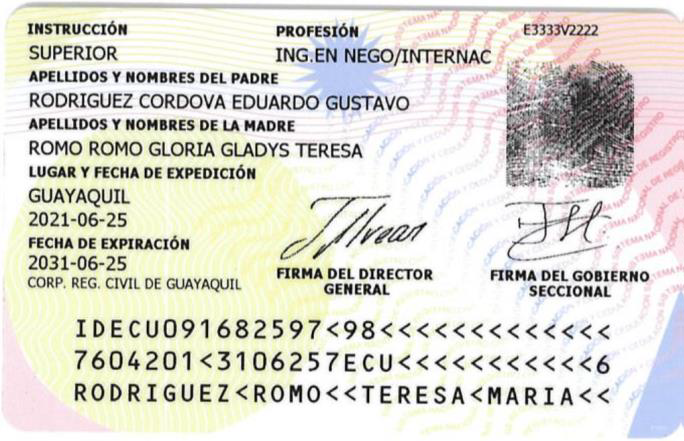 INSTRUCCIÓN
SUPERIOR
PROFESIÓN
ING.EN NEGO/INTERNAC
E3333V2222
APELLIDOS Y NOMBRES DEL PADRE
RODRIGUEZ CORDOVA EDUARDO GUSTAVO
APELLIDOS Y NOMBRES DE LA MADRE
ROMO ROMO GLORIA GLADYS TERESA
LUGAR Y FECHA DE EXPEDICIÓN
GUAYAQUIL
2021-06-25
FECHA DE EXPIRACIÓN
2031-06-25
CORP. REG. CIVIL DE GUAYAQUIL
FIRMA DEL DIRECTOR
GENERAL
FIRMA DEL GOBIERNO
SECCIONAL
IDECU091682597<98<<<<<<<<<<<<<
7604201<3106257ECU<<<<<<<<<<<6
RODRIGUEZ<ROMO<<TERESA<MARIA<<